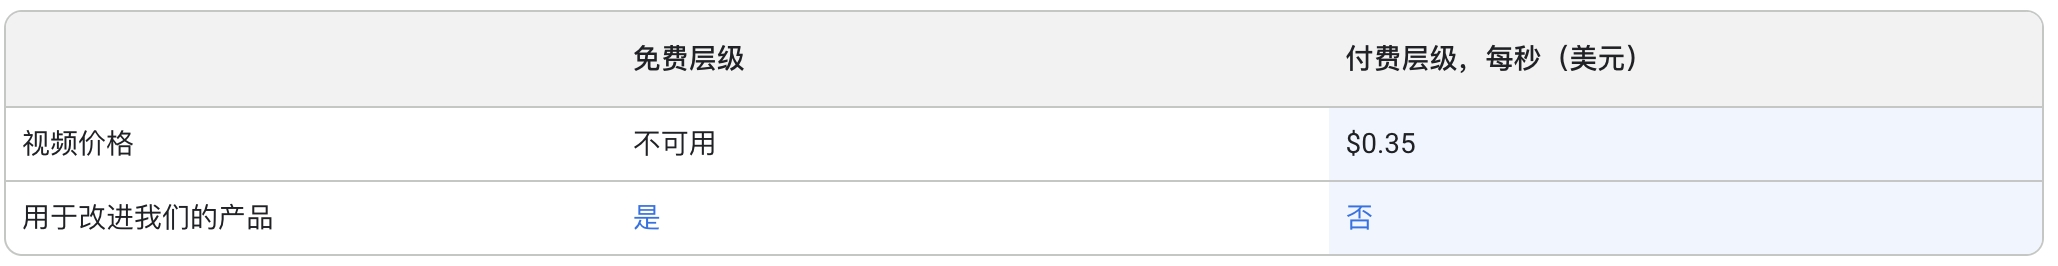 免费层级 付费层级，每秒（美元）
视频价格 不可用 $0.35
用于改进我们的产品 是 否